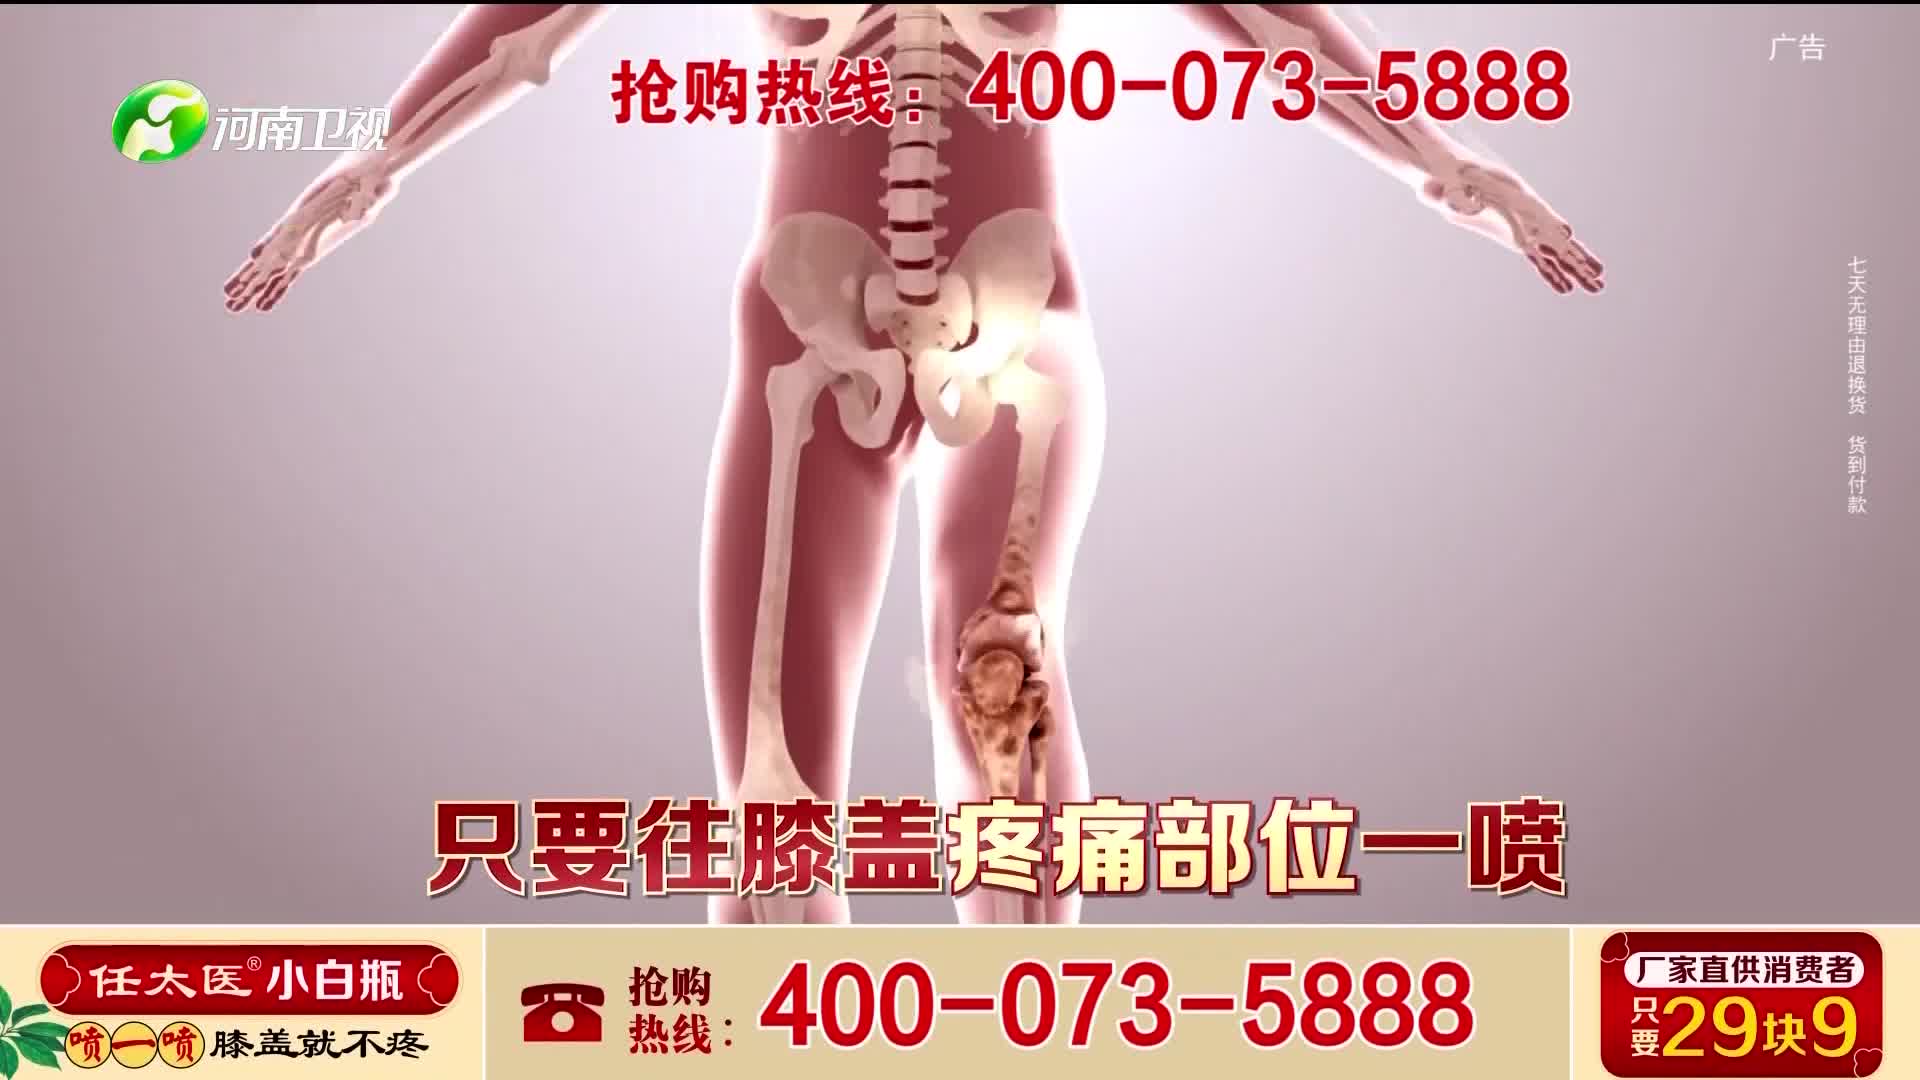 抢购热线：400-073-5888
广告
河南卫视
七天无理由退换货 货到付款
只要往膝盖疼痛部位一喷
任太医®小白瓶
喷一喷膝盖就不疼
抢购
热线：
400-073-5888
厂家直供消费者
只要29块9